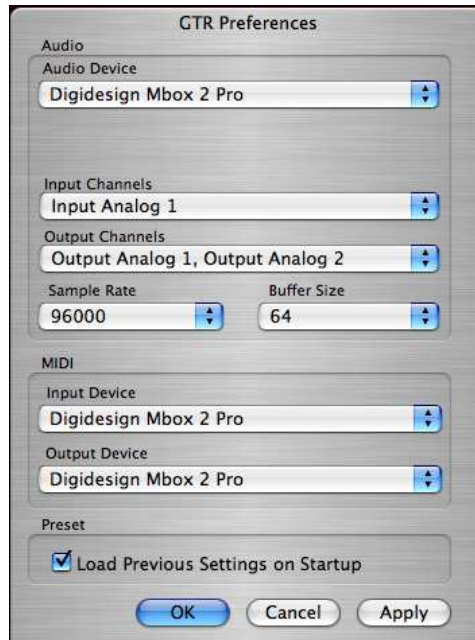 GTR Preferences
Audio
Audio Device
Digidesign Mbox 2 Pro
Input Channels
Input Analog 1
Output Channels
Output Analog 1, Output Analog 2
Sample Rate Buffer Size
96000 64
MIDI
Input Device
Digidesign Mbox 2 Pro
Output Device
Digidesign Mbox 2 Pro
Preset
Load Previous Settings on Startup
OK Cancel Apply